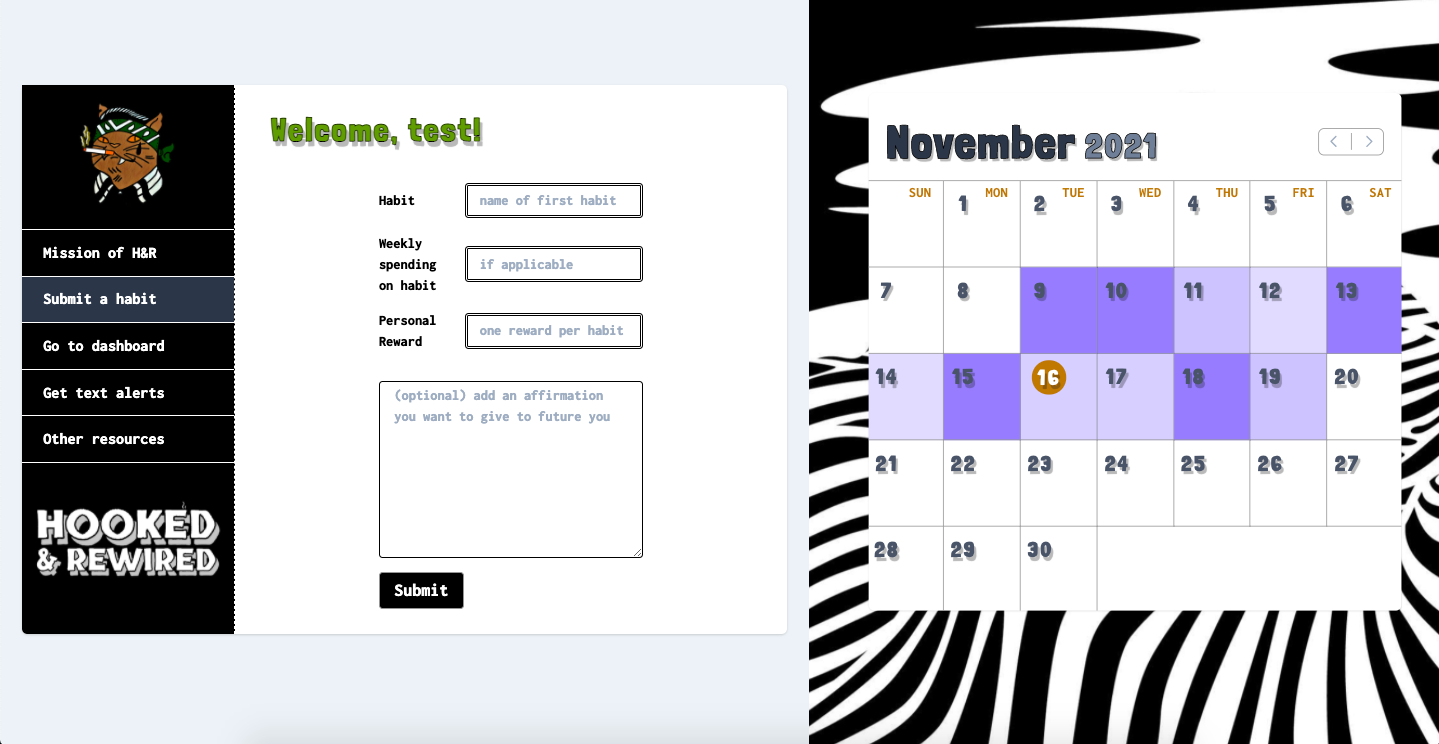 Welcome, test!
Mission of H&R
Submit a habit
Go to dashboard
Get text alerts
Other resources
HOOKED
& REWIRED
Habit
name of first habit
Weekly
spending
on habit
if applicable
Personal
Reward
one reward per habit
(optional) add an affirmation
you want to give to future you
Submit
November 2021
SUN MON TUE WED THU FRI SAT
1 2 3 4 5 6
7 8 9 10 11 12 13
14 15 16 17 18 19 20
21 22 23 24 25 26 27
28 29 30